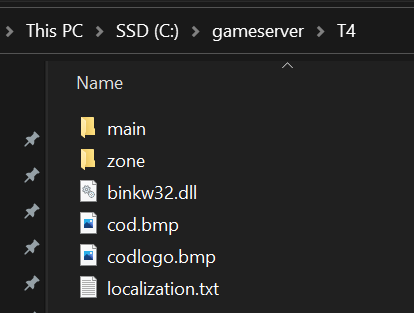 This PC > SSD (C:) > gameserver > T4
Name
main
zone
binkw32.dll
cod.bmp
codlogo.bmp
localization.txt